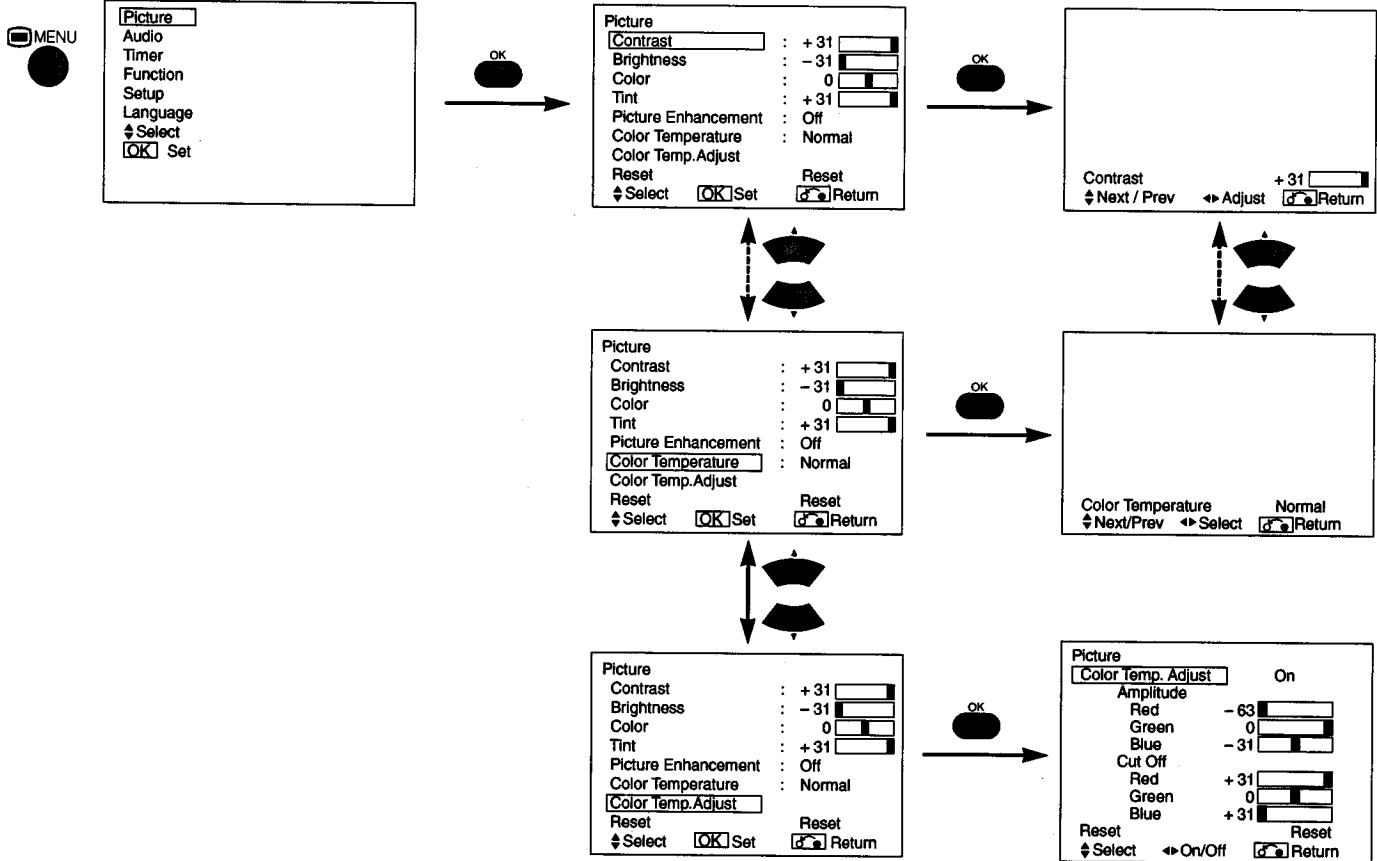 MENU
Picture
Audio
Timer
Function
Setup
Language
Select
OK Set
OK
Picture
Contrast : + 31
Brightness : – 31
Color : 0
Tint : + 31
Picture Enhancement : Off
Color Temperature : Normal
Color Temp.Adjust
Reset Reset
Select OK Set Return
OK
Contrast + 31
Next / Prev Adjust Return
Picture
Contrast : + 31
Brightness : – 31
Color : 0
Tint : + 31
Picture Enhancement : Off
Color Temperature : Normal
Color Temp.Adjust
Reset Reset
Select OK Set Return
OK
Color Temperature Normal
Next/Prev Select Return
Picture
Contrast : + 31
Brightness : – 31
Color : 0
Tint : + 31
Picture Enhancement : Off
Color Temperature : Normal
Color Temp.Adjust
Reset Reset
Select OK Set Return
OK
Picture
Color Temp. Adjust On
Amplitude
Red – 63
Green 0
Blue – 31
Cut Off
Red + 31
Green 0
Blue + 31
Reset Reset
Select On/Off Return